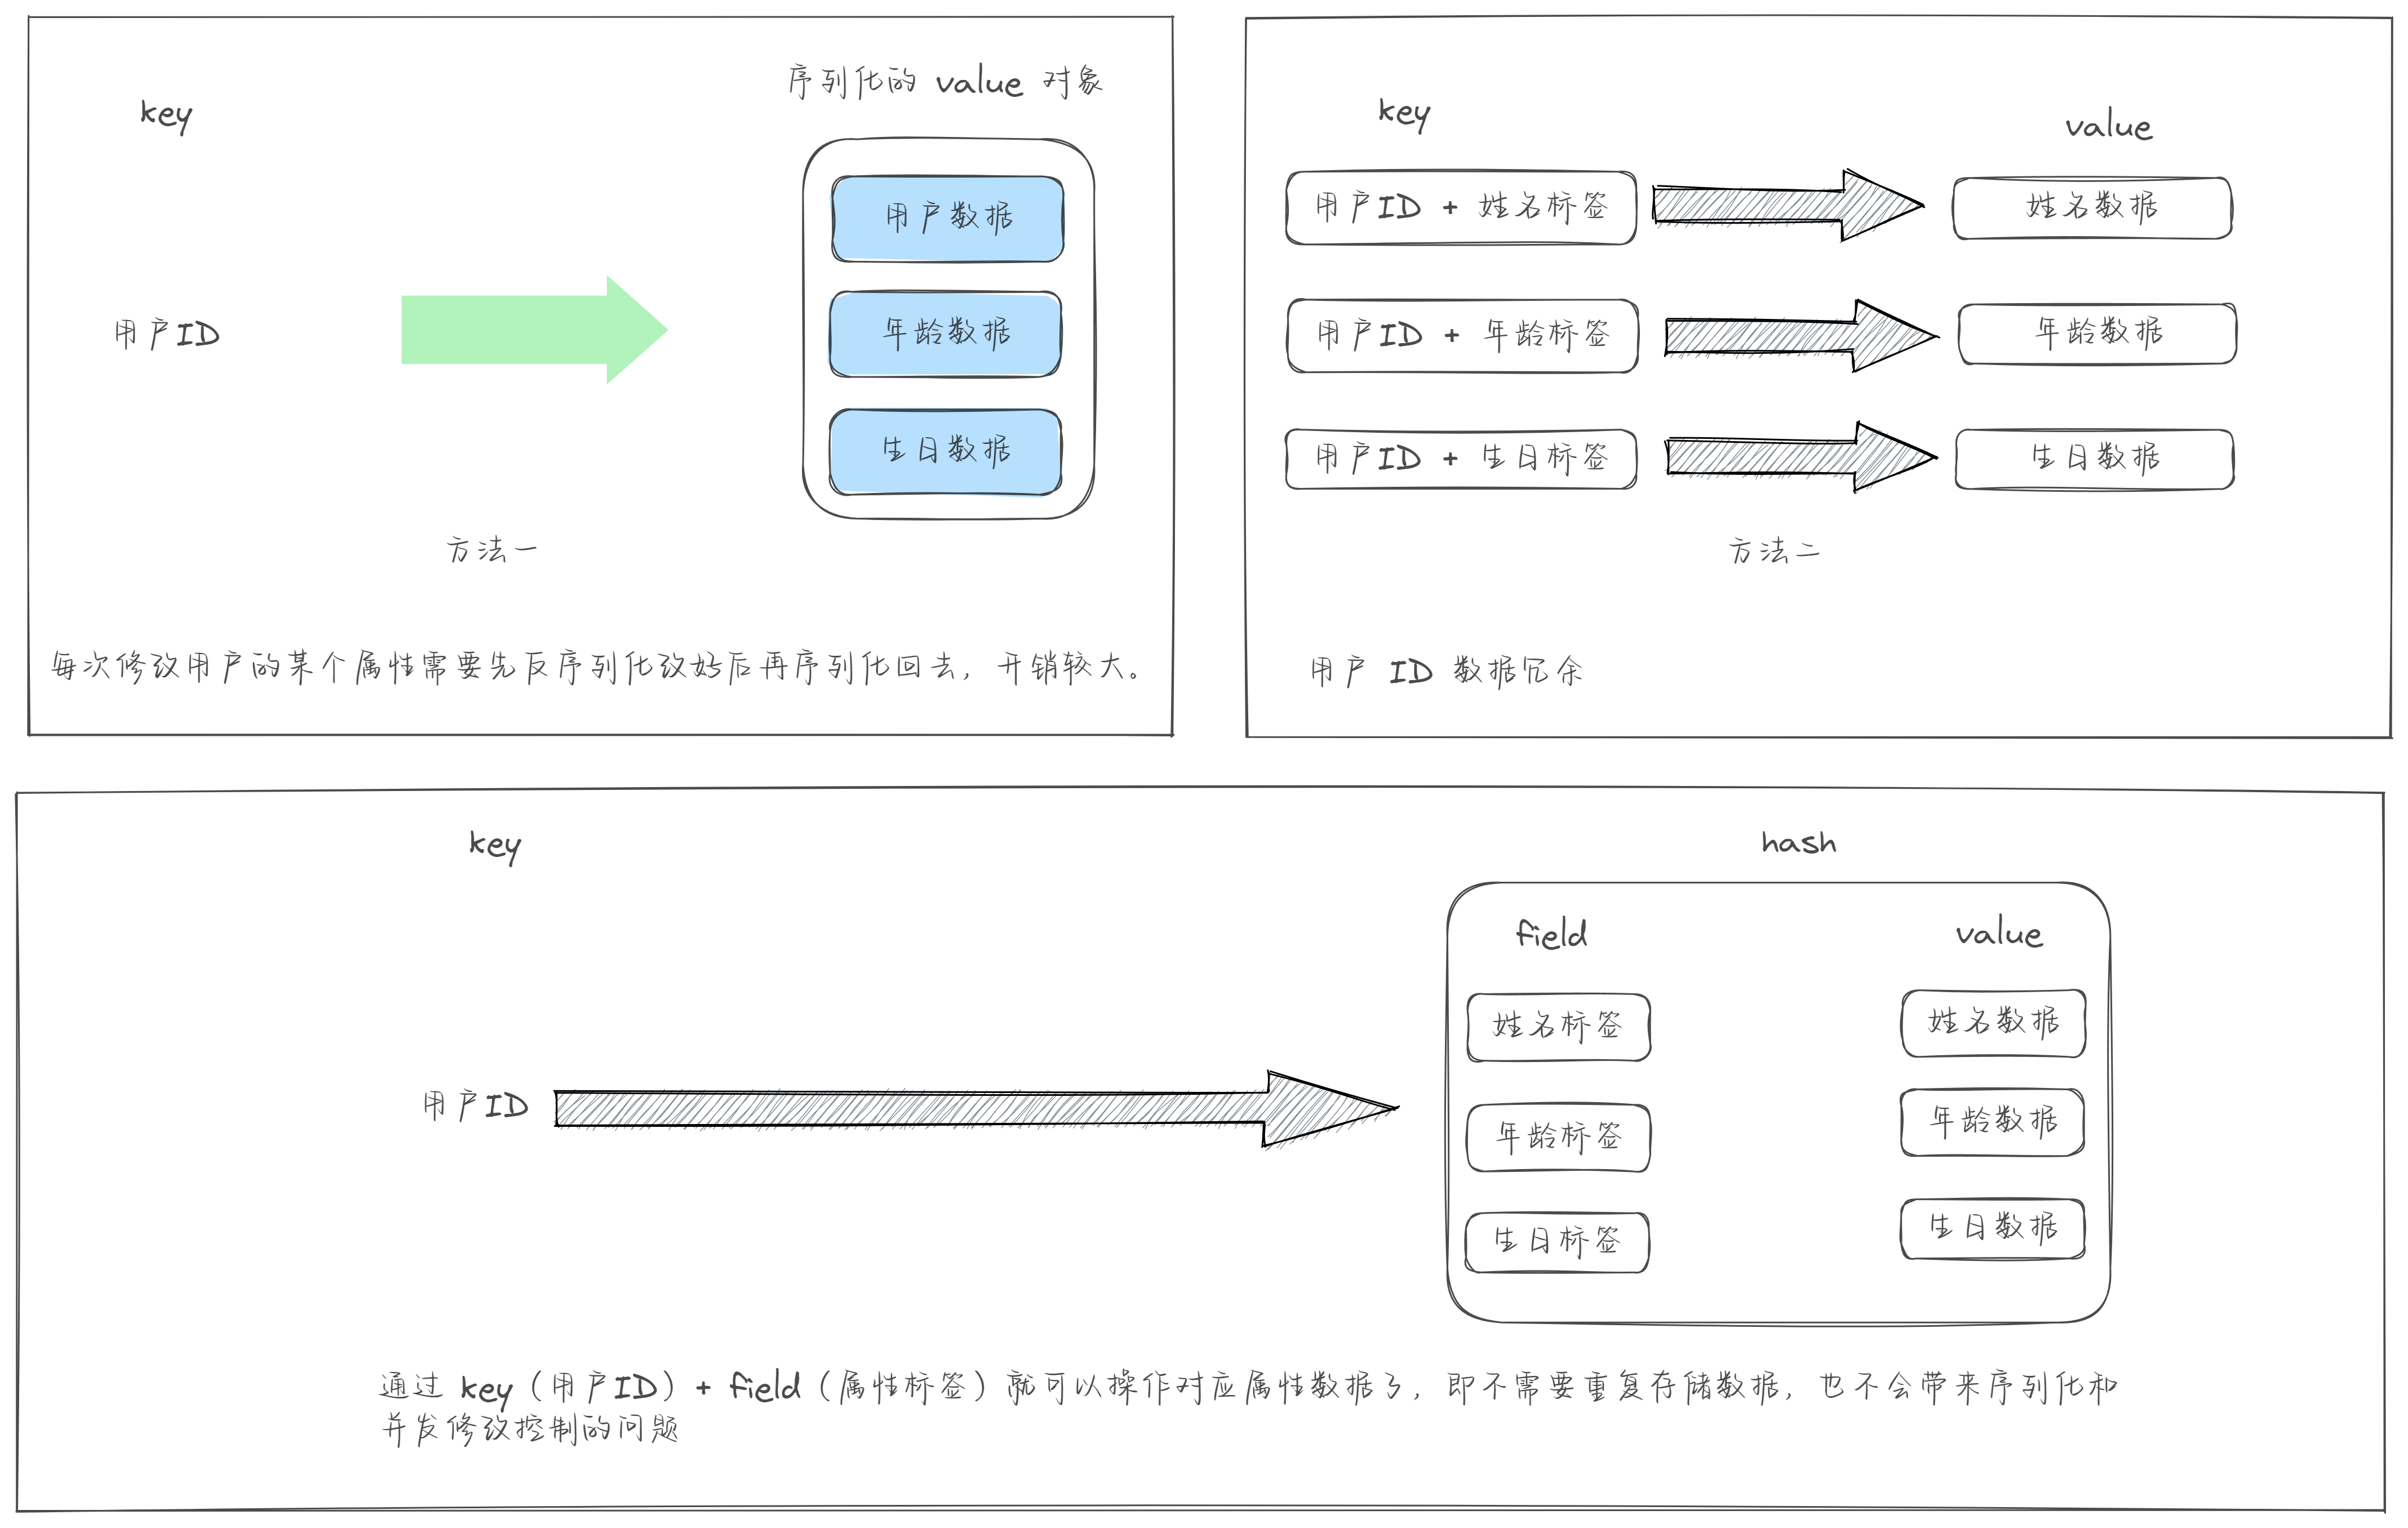 key
序列化的 value 对象
用户ID
用户数据
年龄数据
生日数据
方法一
每次修改用户的某个属性需要先反序列化改好后再序列化回去，开销较大。
key
value
用户ID + 姓名标签
姓名数据
用户ID + 年龄标签
年龄数据
用户ID + 生日标签
生日数据
方法二
用户 ID 数据冗余
key
hash
field
value
用户ID
姓名标签
姓名数据
年龄标签
年龄数据
生日标签
生日数据
通过 key（用户ID）+ field（属性标签）就可以操作对应属性数据了，即不需要重复存储数据，也不会带来序列化和
并发修改控制的问题